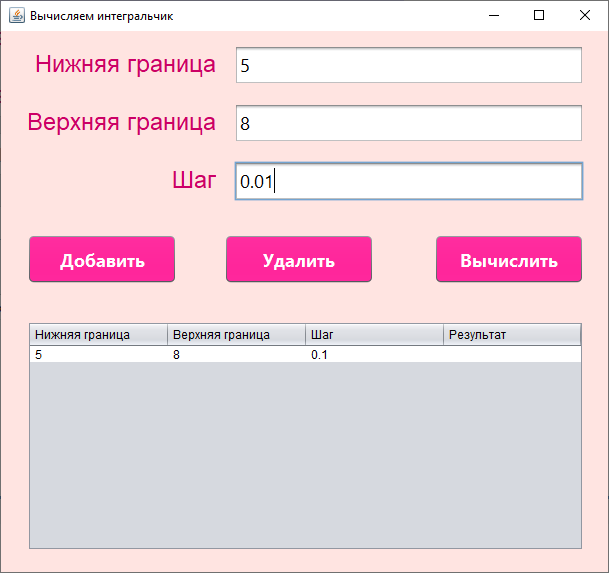 Вычисляем интегральчик
Нижняя граница 5
Верхняя граница 8
Шаг 0.01
Добавить Удалить Вычислить
Нижняя граница Верхняя граница Шаг Результат
5 8 0.1